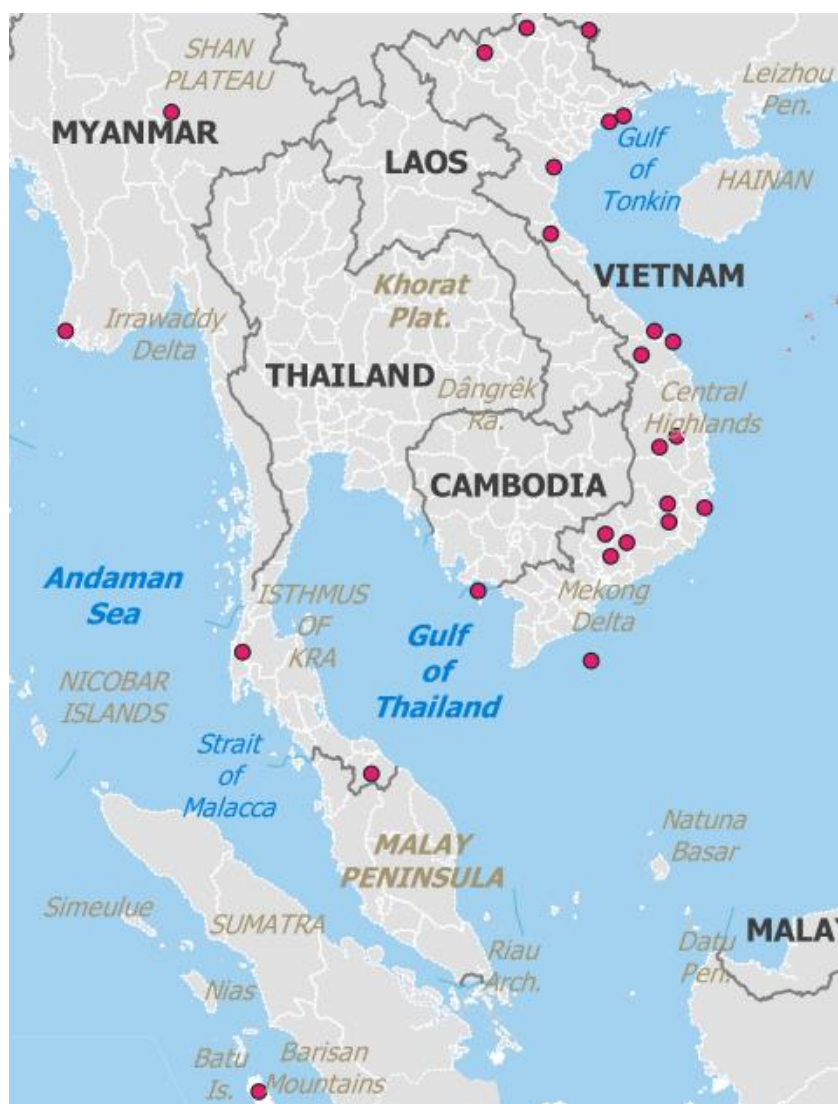 SHAN
PLATEAU
Leizhou
Pen.
MYANMAR
LAOS
Gulf
of
Tonkin
HAINAN
VIETNAM
Khorat
Plat.
Irrawaddy
Delta
THAILAND
Dângrêk
Ra.
Central
Highlands
CAMBODIA
Andaman
Sea
ISTHMUS
OF
KRA
Mekong
Delta
Gulf
of
Thailand
NICOBAR
ISLANDS
Strait
of
Malacca
MALAY
PENINSULA
Natuna
Basar
Simeulue
SUMATRA
Riau
Arch.
Datu
Pen.
MALAY
Nias
Batu
Is.
Barisan
Mountains